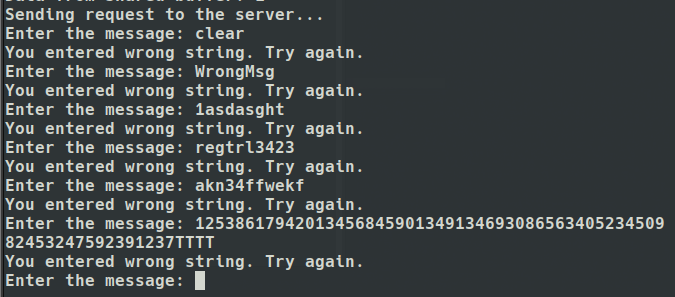 Sending request to the server...
Enter the message: clear
You entered wrong string. Try again.
Enter the message: WrongMsg
You entered wrong string. Try again.
Enter the message: 1asdasght
You entered wrong string. Try again.
Enter the message: regtrl3423
You entered wrong string. Try again.
Enter the message: akn34ffwekf
You entered wrong string. Try again.
Enter the message: 12538617942013456845901349134693086563405234509
82453247592391237TTTT
You entered wrong string. Try again.
Enter the message: